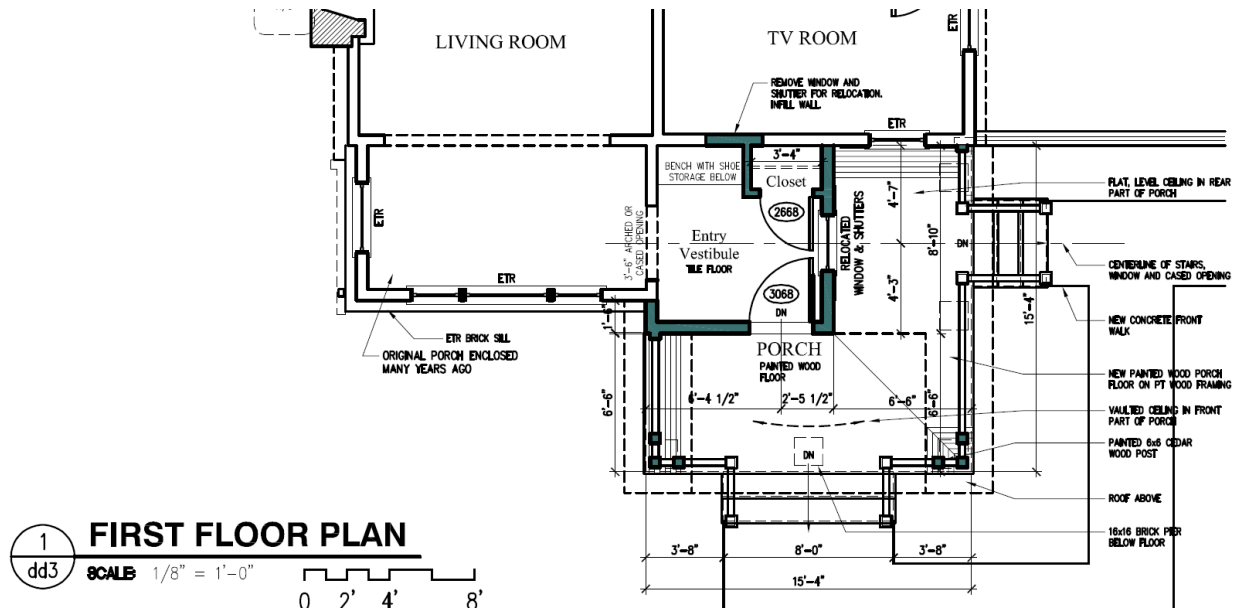 LIVING ROOM
TV ROOM
ETR
REMOVE WINDOW AND
SHUTTER FOR RELOCATION.
INFILL WALL
ETR
3'-4"
BENCH WITH SHOE
STORAGE BELOW
Closet
2668
ETR
3'-6" ARCHED OR
CASED OPENING
Entry
Vestibule
TILE FLOOR
RELOCATED
WINDOW & SHUTTERS
4'-7"
8'-10"
4'-3"
DN
15'-4"
FLAT, LEVEL CEILING IN REAR
PART OF PORCH
CENTERLINE OF STAIRS,
WINDOW AND CASED OPENING
ETR
3068
DN
NEW CONCRETE FRONT
WALK
ETR BRICK SILL
ORIGINAL PORCH ENCLOSED
MANY YEARS AGO
1'-6"
PORCH
PAINTED WOOD
FLOOR
NEW PAINTED WOOD PORCH
FLOOR ON PT WOOD FRAMING
6'-6"
6'-4 1/2"
2'-5 1/2"
6'-6"
6'-6"
VAULTED CEILING IN FRONT
PART OF PORCH
PAINTED 6x6 CEDAR
WOOD POST
DN
ROOF ABOVE
16x16 BRICK PIER
BELOW FLOOR
3'-8"
8'-0"
3'-8"
15'-4"
1
dd3
FIRST FLOOR PLAN
SCALE: 1/8" = 1'-0"
0 2' 4' 8'